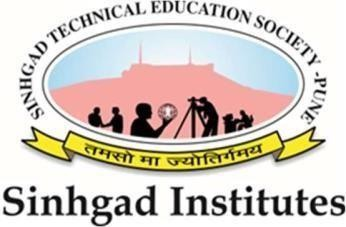 SINHGAD TECHNICAL EDUCATION SOCIETY - PUNE
तमसो मा ज्योतिर्गमय
Sinhgad Institutes